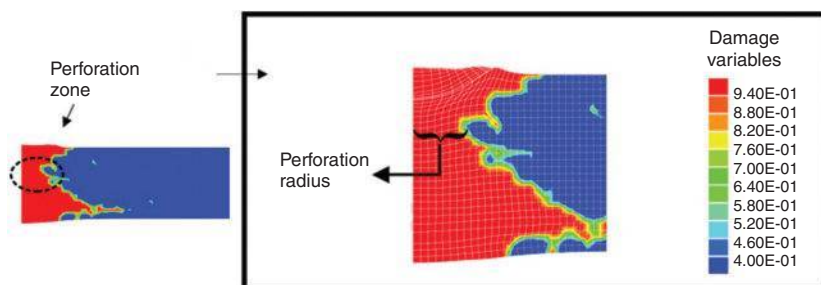 Perforation
zone
Perforation
radius
Damage
variables
9.40E-01
8.80E-01
8.20E-01
7.60E-01
7.00E-01
6.40E-01
5.80E-01
5.20E-01
4.60E-01
4.00E-01